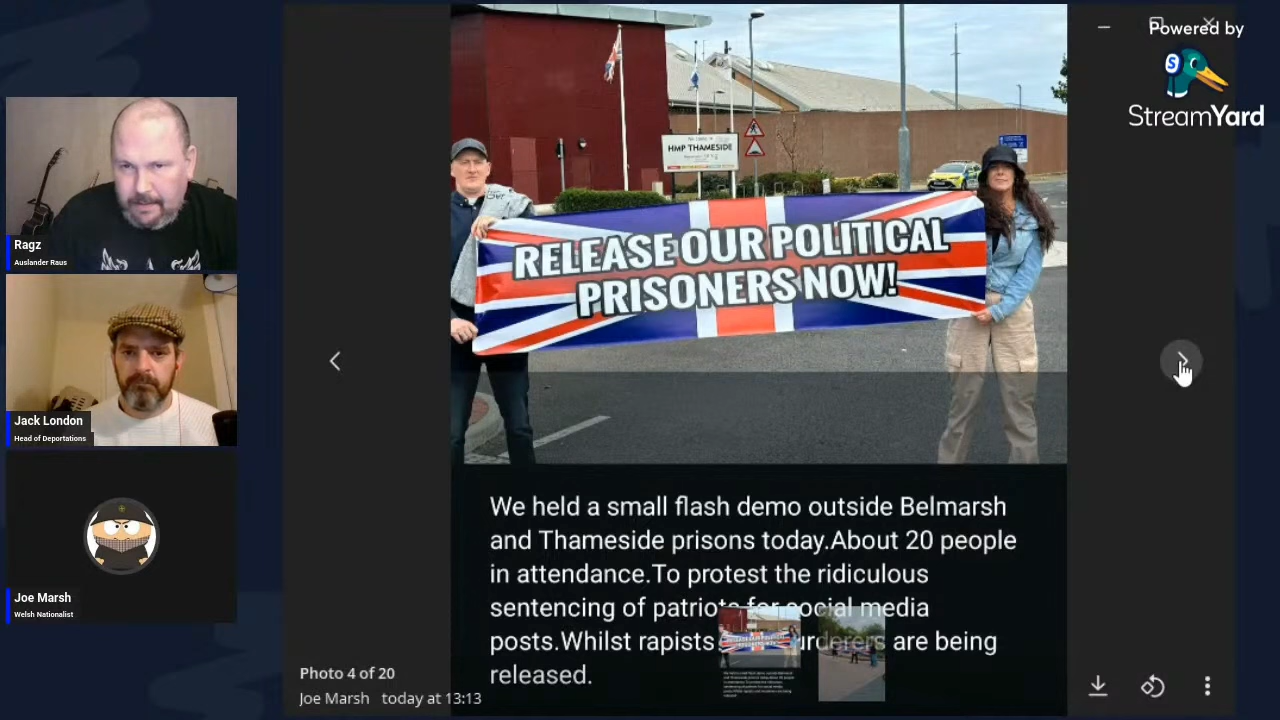 Powered by
StreamYard
Ragz
Auslander Raus
Jack London
Head of Deportations
Joe Marsh
Welsh Nationalist
HMP THAMESIDE
RELEASE OUR POLITICAL
PRISONERS NOW!
We held a small flash demo outside Belmarsh
and Thameside prisons today.About 20 people
in attendance.To protest the ridiculous
sentencing of patriots for social media
posts.Whilst rapists are being
released.
Photo 4 of 20
Joe Marsh today at 13:13